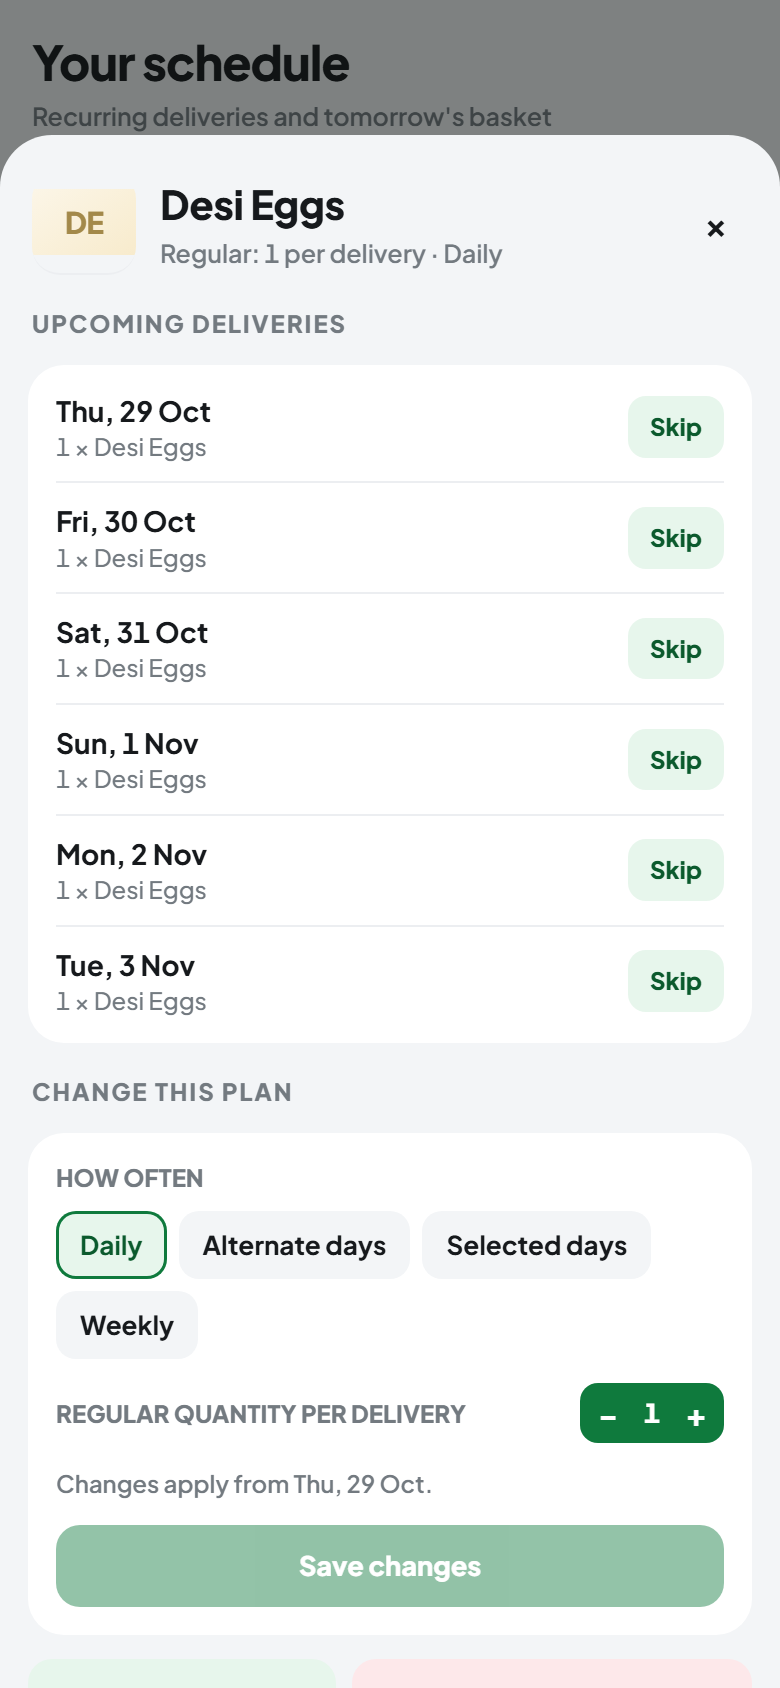 Your schedule
Recurring deliveries and tomorrow's basket
DE
Desi Eggs
Regular: 1 per delivery · Daily
×
UPCOMING DELIVERIES
Thu, 29 Oct
1 × Desi Eggs
Skip
Fri, 30 Oct
1 × Desi Eggs
Skip
Sat, 31 Oct
1 × Desi Eggs
Skip
Sun, 1 Nov
1 × Desi Eggs
Skip
Mon, 2 Nov
1 × Desi Eggs
Skip
Tue, 3 Nov
1 × Desi Eggs
Skip
CHANGE THIS PLAN
HOW OFTEN
Daily Alternate days Selected days
Weekly
REGULAR QUANTITY PER DELIVERY − 1 +
Changes apply from Thu, 29 Oct.
Save changes